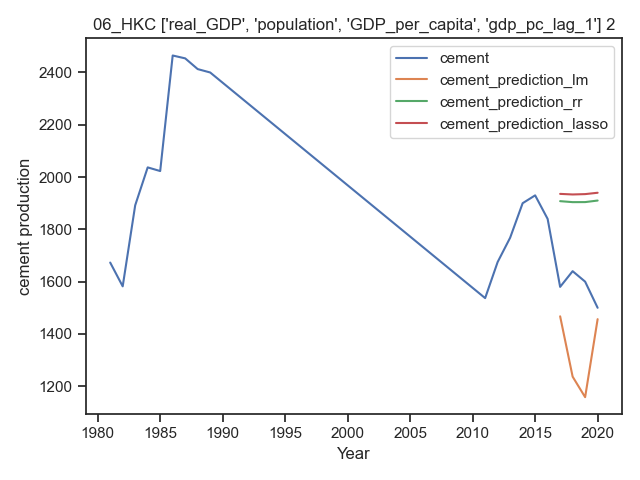 06_HKC ['real_GDP', 'population', 'GDP_per_capita', 'gdp_pc_lag_1'] 2
cement
cement_prediction_lm
cement_prediction_rr
cement_prediction_lasso
cement production
2400
2200
2000
1800
1600
1400
1200
1980 1985 1990 1995 2000 2005 2010 2015 2020
Year